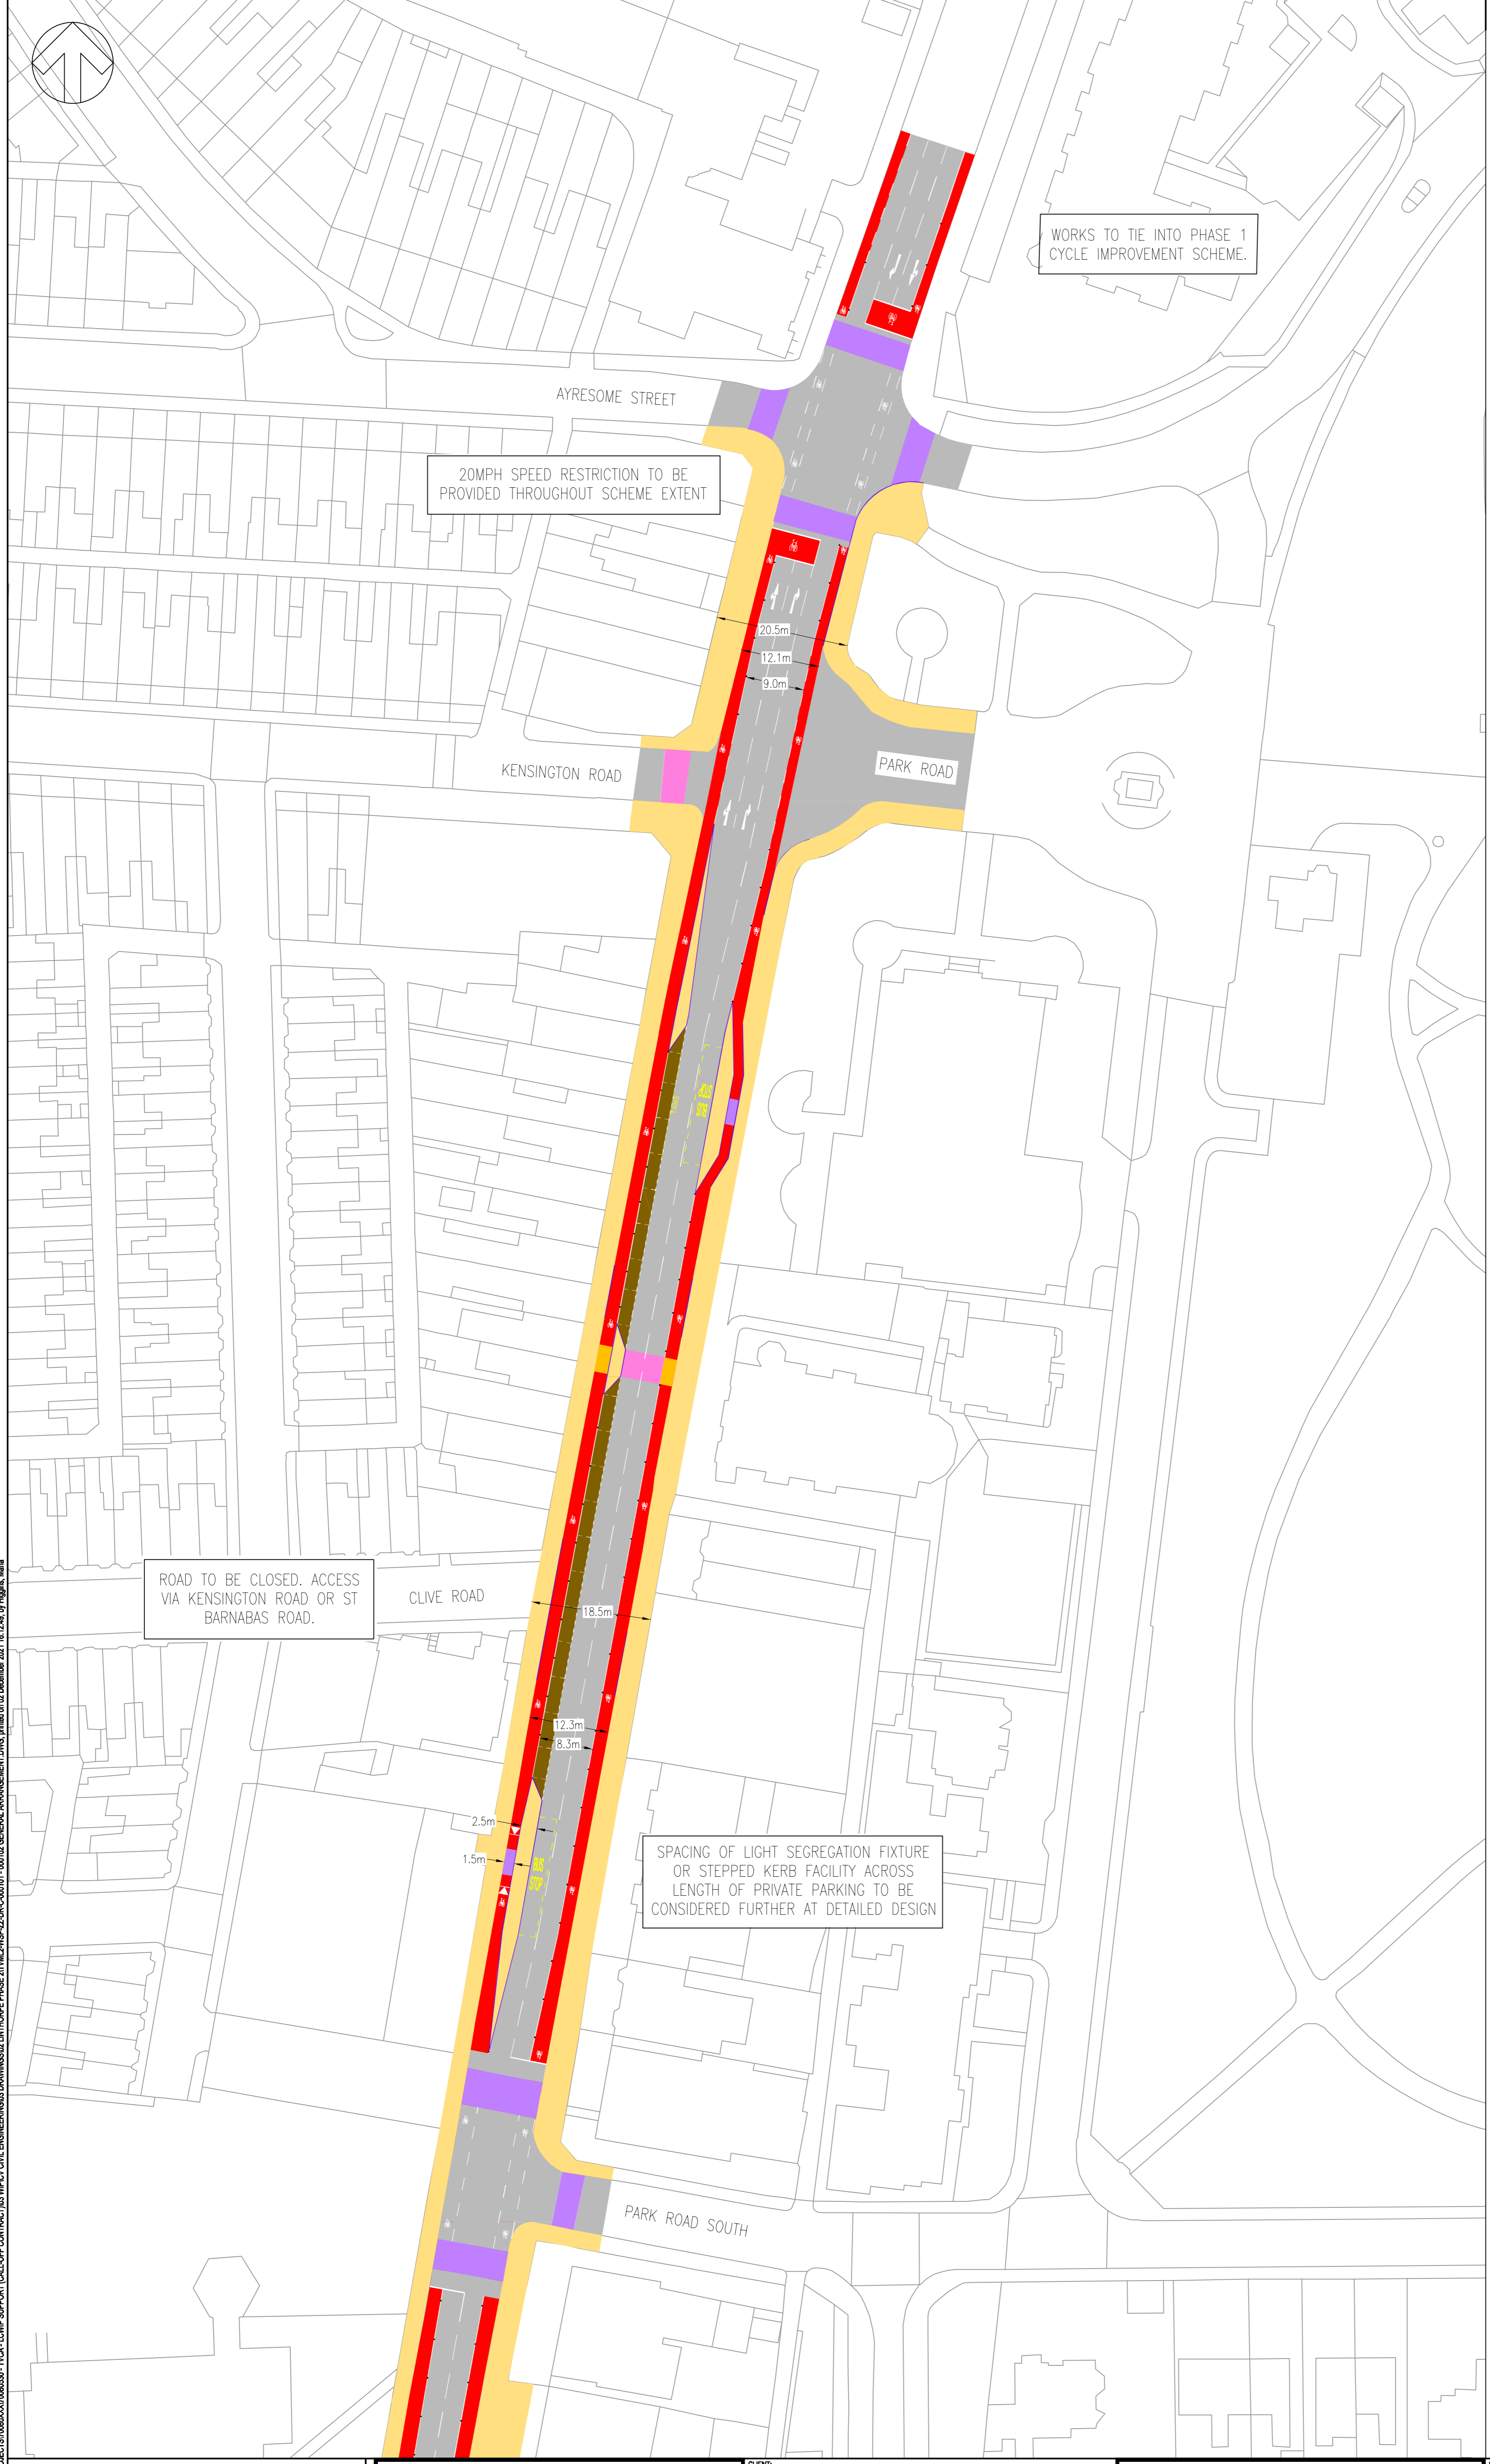 WORKS TO TIE INTO PHASE 1
CYCLE IMPROVEMENT SCHEME.
AYRESOME STREET
20MPH SPEED RESTRICTION TO BE
PROVIDED THROUGHOUT SCHEME EXTENT
20.5m
12.1m
9.0m
KENSINGTON ROAD
PARK ROAD
BUS
STOP
ROAD TO BE CLOSED. ACCESS
VIA KENSINGTON ROAD OR ST
BARNABAS ROAD.
CLIVE ROAD
18.5m
12.3m
8.3m
2.5m
1.5m
BUS
STOP
SPACING OF LIGHT SEGREGATION FIXTURE
OR STEPPED KERB FACILITY ACROSS
LENGTH OF PRIVATE PARKING TO BE
CONSIDERED FURTHER AT DETAILED DESIGN
PARK ROAD SOUTH